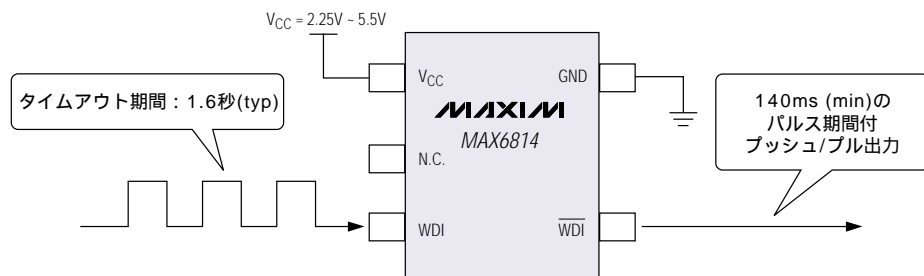 VCC = 2.25V ~ 5.5V
タイムアウト期間：1.6秒(typ)
VCC
GND
MAXIM
MAX6814
N.C.
WDI
WDI
140ms (min)の
パルス期間付
プッシュ/プル出力